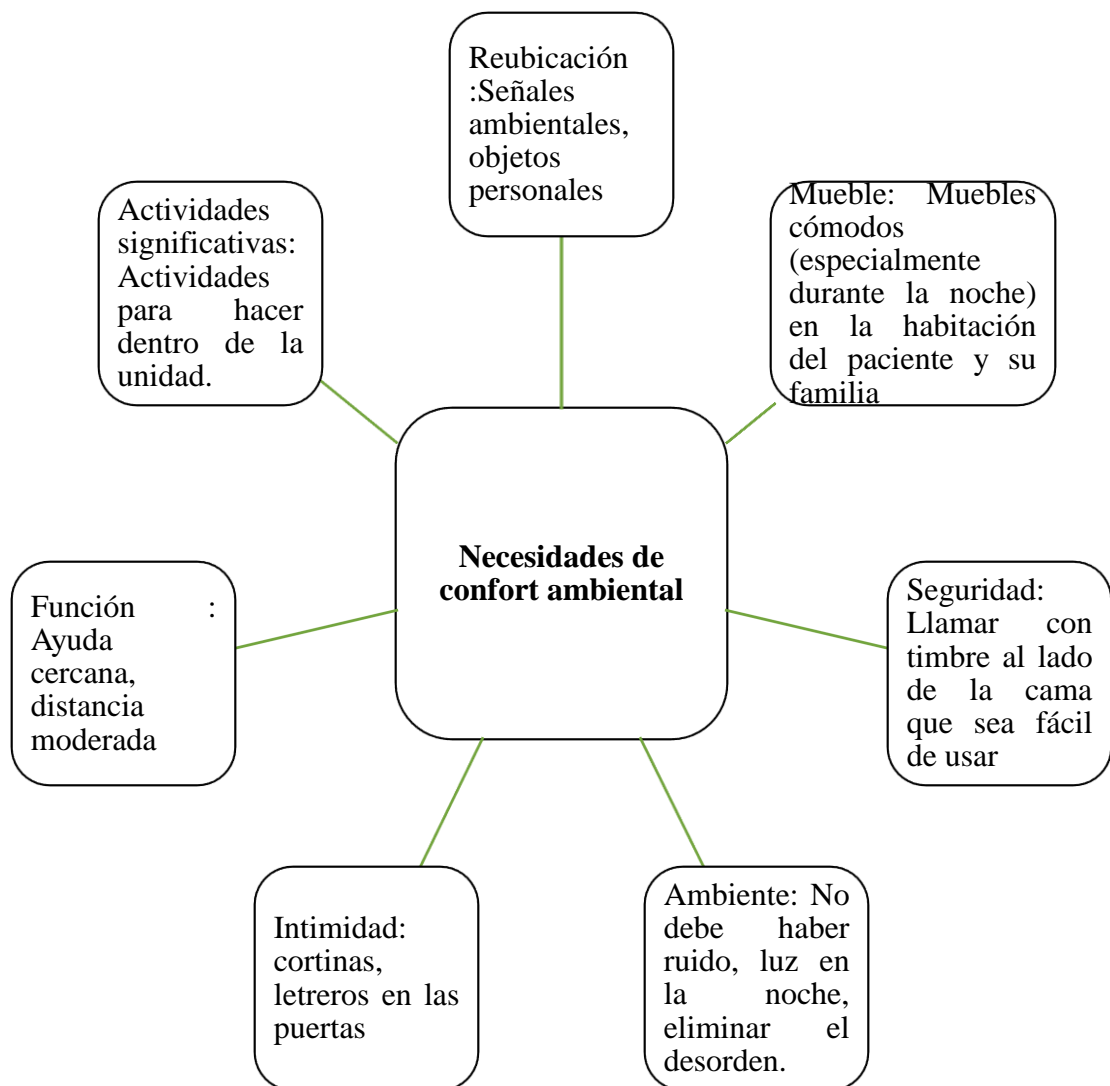 Reubicación
:Señales
ambientales,
objetos
personales
Mueble: Muebles
cómodos
(especialmente
durante la noche)
en la habitación
del paciente y su
familia
Seguridad:
Llamar con
timbre al lado
de la cama
que sea fácil
de usar
Ambiente: No
debe haber
ruido, luz en
la noche,
eliminar el
desorden.
Intimidad:
cortinas,
letreros en las
puertas
Función :
Ayuda
cercana,
distancia
moderada
Actividades
significativas:
Actividades
para hacer
dentro de la
unidad.
Necesidades de
confort ambiental